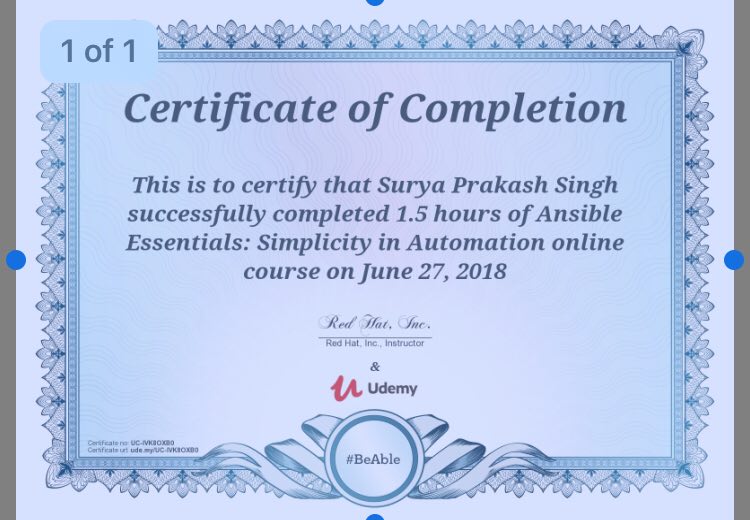 1 of 1
Certificate of Completion
This is to certify that Surya Prakash Singh
successfully completed 1.5 hours of Ansible
Essentials: Simplicity in Automation online
course on June 27, 2018
Red Hat, Inc.
Red Hat, Inc., Instructor
&
Udemy
#BeAble
Certificate no: UC-IVK8OXB0
Certificate url: ude.my/UC-IVK8OXB0